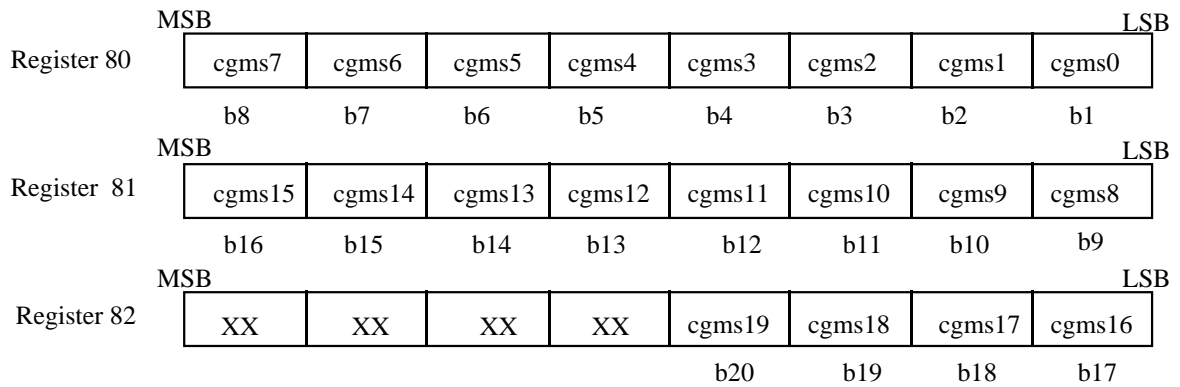 MSB LSB
Register 80 cgms7 cgms6 cgms5 cgms4 cgms3 cgms2 cgms1 cgms0
b8 b7 b6 b5 b4 b3 b2 b1
MSB LSB
Register 81 cgms15 cgms14 cgms13 cgms12 cgms11 cgms10 cgms9 cgms8
b16 b15 b14 b13 b12 b11 b10 b9
MSB LSB
Register 82 XX XX XX XX cgms19 cgms18 cgms17 cgms16
b20 b19 b18 b17